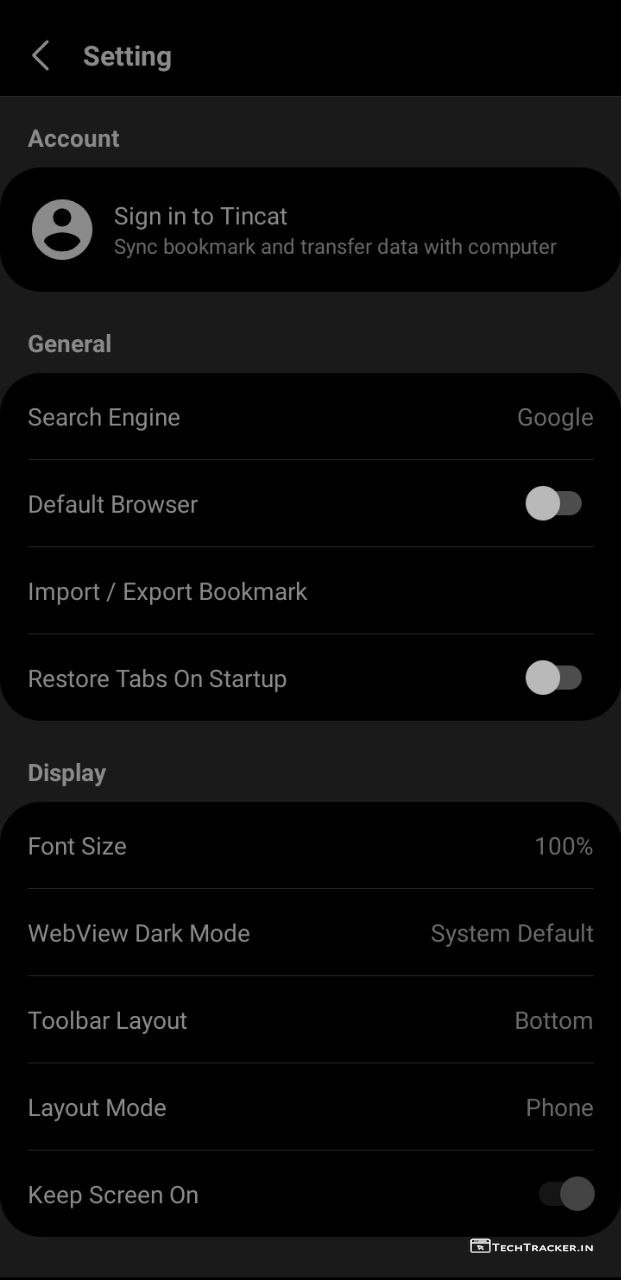 Setting
Account
Sign in to Tincat
Sync bookmark and transfer data with computer
General
Search Engine Google
Default Browser
Import / Export Bookmark
Restore Tabs On Startup
Display
Font Size 100%
WebView Dark Mode System Default
Toolbar Layout Bottom
Layout Mode Phone
Keep Screen On
TECHTRACKER.IN